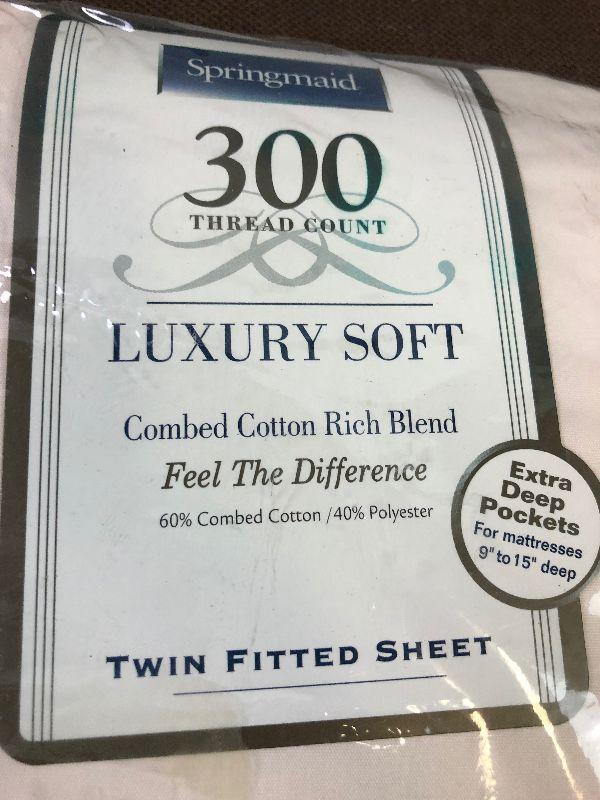 Springmaid
300
THREAD COUNT
LUXURY SOFT
Combed Cotton Rich Blend
Feel The Difference
60% Combed Cotton /40% Polyester
Extra
Deep
Pockets
For mattresses
9" to 15" deep
TWIN FITTED SHEET